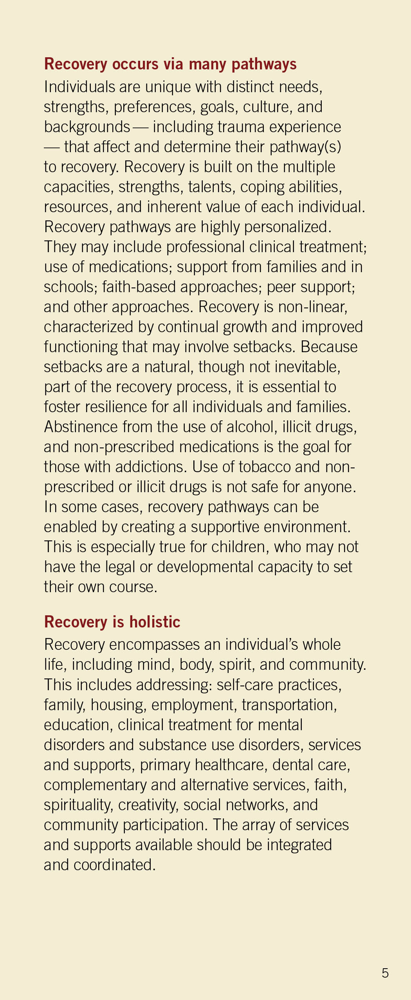 Recovery occurs via many pathways
Individuals are unique with distinct needs,
strengths, preferences, goals, culture, and
backgrounds — including trauma experience
— that affect and determine their pathway(s)
to recovery. Recovery is built on the multiple
capacities, strengths, talents, coping abilities,
resources, and inherent value of each individual.
Recovery pathways are highly personalized.
They may include professional clinical treatment;
use of medications; support from families and in
schools; faith-based approaches; peer support;
and other approaches. Recovery is non-linear,
characterized by continual growth and improved
functioning that may involve setbacks. Because
setbacks are a natural, though not inevitable,
part of the recovery process, it is essential to
foster resilience for all individuals and families.
Abstinence from the use of alcohol, illicit drugs,
and non-prescribed medications is the goal for
those with addictions. Use of tobacco and non-
prescribed or illicit drugs is not safe for anyone.
In some cases, recovery pathways can be
enabled by creating a supportive environment.
This is especially true for children, who may not
have the legal or developmental capacity to set
their own course.
Recovery is holistic
Recovery encompasses an individual’s whole
life, including mind, body, spirit, and community.
This includes addressing: self-care practices,
family, housing, employment, transportation,
education, clinical treatment for mental
disorders and substance use disorders, services
and supports, primary healthcare, dental care,
complementary and alternative services, faith,
spirituality, creativity, social networks, and
community participation. The array of services
and supports available should be integrated
and coordinated.
5